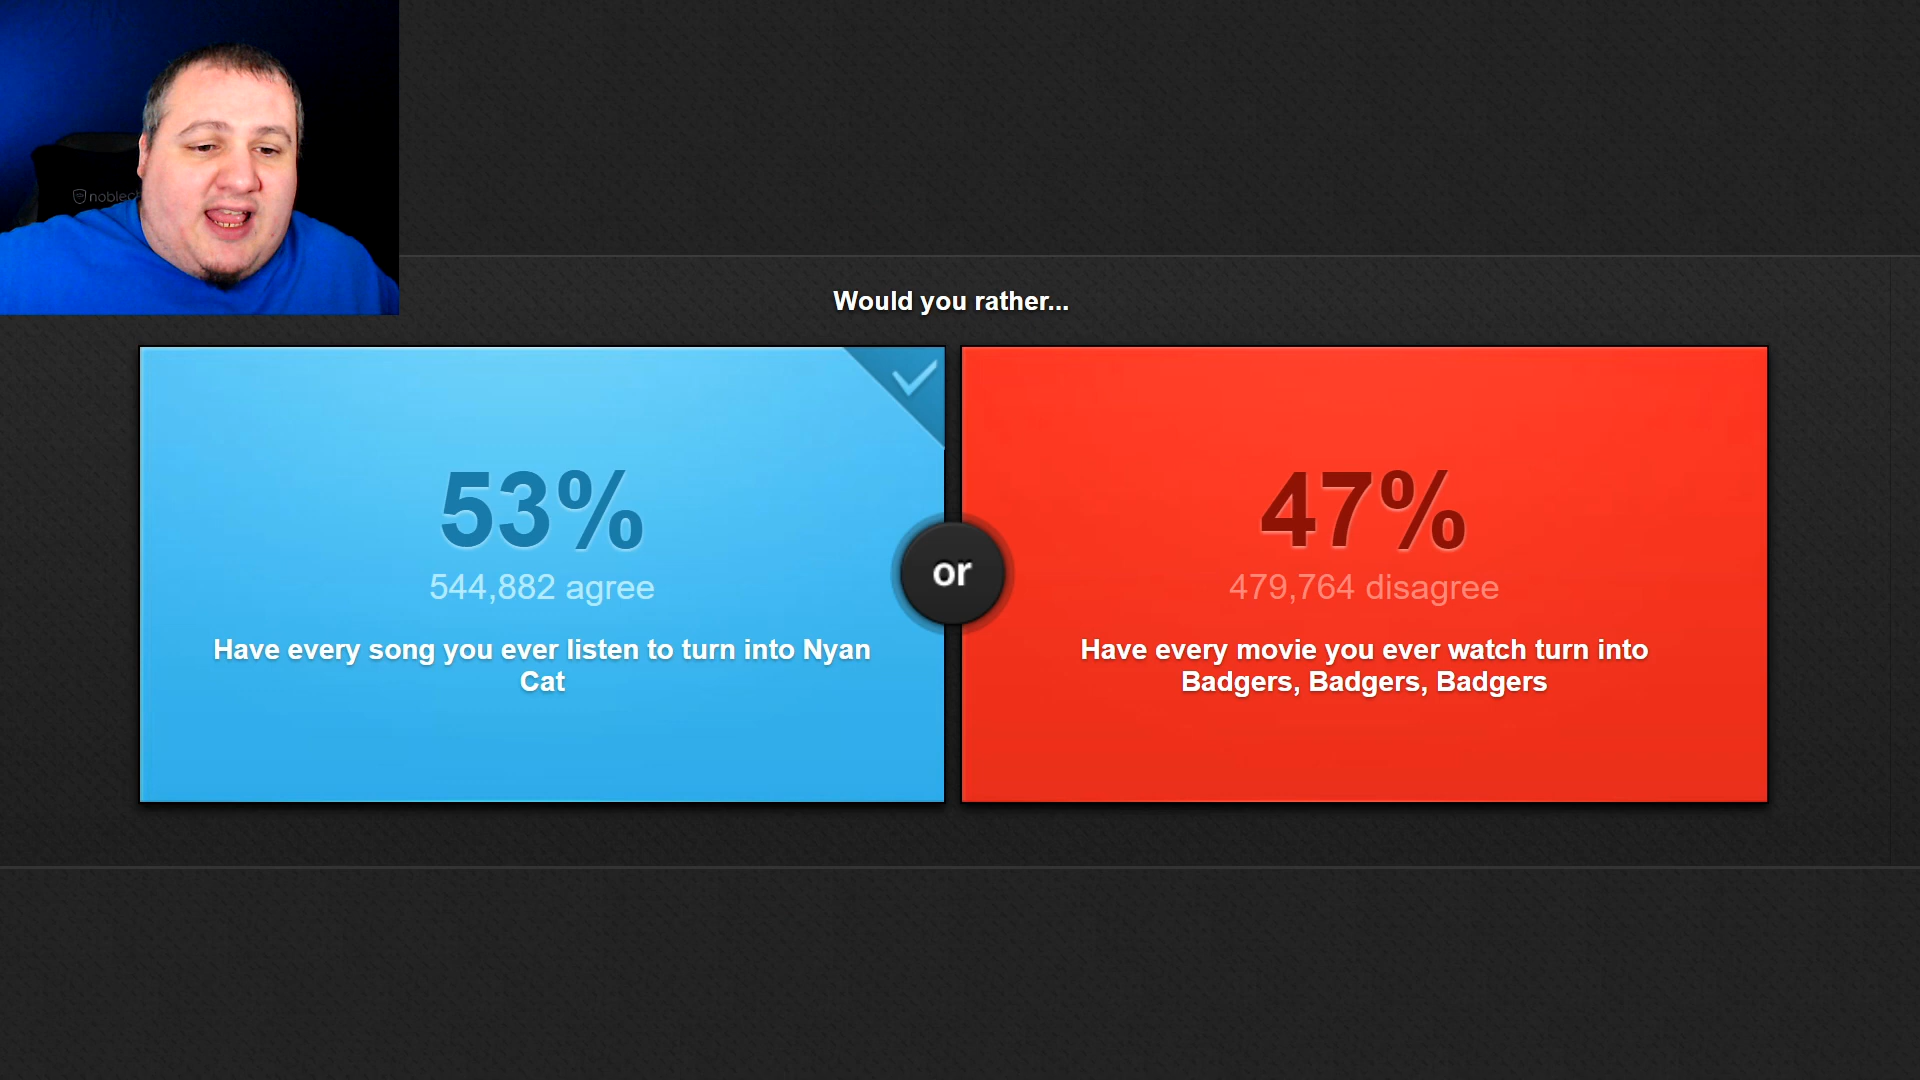 noblech
Would you rather...
53%
544,882 agree
Have every song you ever listen to turn into Nyan
Cat
or
47%
479,764 disagree
Have every movie you ever watch turn into
Badgers, Badgers, Badgers